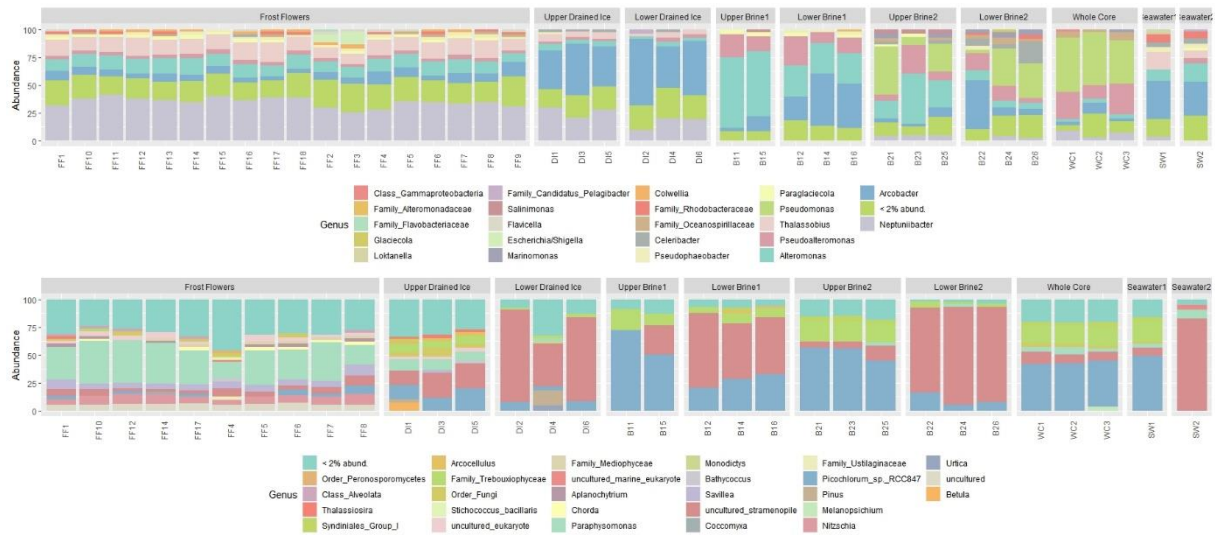 Frost Flowers Upper Drained Ice Lower Drained Ice Upper Brine1 Lower Brine1 Upper Brine2 Lower Brine2 Whole Core Seawater1 Seawater2
100
75
50
25
0
Abundance
FF1 FF10 FF11 FF12 FF13 FF14 FF15 FF16 FF17 FF18 FF2 FF3 FF4 FF5 FF6 FF7 FF8 FF9 DI1 DI3 DI5 DI2 DI4 DI6 B11 B15 B12 B14 B16 B21 B23 B25 B22 B24 B26 WC1 WC2 WC3 SW1 SW2
Genus
Class_Gammaproteobacteria Family_Candidatus_Pelagibacter Colwellia Paraglaciecola Arcobacter
Family_Alteromonadaceae Salinimonas Family_Rhodobacteraceae Pseudomonas < 2% abund.
Family_Flavobacteriaceae Flavicella Family_Oceanospirillaceae Thalassobius Neptuniibacter
Glaciecola Escherichia/Shigella Celeribacter Pseudoalteromonas
Loktanella Marinomonas Pseudophaeobacter Alteromonas
Frost Flowers Upper Drained Ice Lower Drained Ice Upper Brine1 Lower Brine1 Upper Brine2 Lower Brine2 Whole Core Seawater1 Seawater2
100
75
50
25
0
Abundance
FF1 FF10 FF12 FF14 FF17 FF4 FF5 FF6 FF7 FF8 DI1 DI3 DI5 DI2 DI4 DI6 B11 B15 B12 B14 B16 B21 B23 B25 B22 B24 B26 WC1 WC2 WC3 SW1 SW2
Genus
< 2% abund. Arcocellulus Family_Mediophyceae Monodictys Family_Ustilaginaceae Urtica
Order_Peronosporomycetes Family_Trebouxiophyceae uncultured_marine_eukaryote Bathycoccus Picochlorum_sp._RCC847 uncultured
Class_Alveolata Order_Fungi Aplanochytrium Savillea Pinus Betula
Thalassiosira Stichococcus_bacillaris Chorda uncultured_stramenopile Melanopsichium
Syndiniales_Group_I uncultured_eukaryote Paraphysomonas Coccomyxa Nitzschia